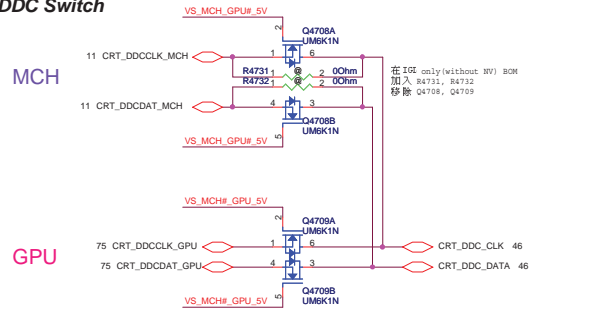 DDC Switch
VS_MCH_GPU#_5V
2
Q4708A
UM6K1N
11 CRT_DDCCLK_MCH
1
6
MCH
R4731 1 @ 2 0Ohm
R4732 1 @ 2 0Ohm
在IGI only(without NV) BOM
加入 R4731, R4732
移除 Q4708, Q4709
11 CRT_DDCDAT_MCH
4
3
Q4708B
UM6K1N
5
VS_MCH_GPU#_5V
VS_MCH#_GPU_5V
2
Q4709A
UM6K1N
75 CRT_DDCCLK_GPU
1
6
CRT_DDC_CLK 46
GPU
75 CRT_DDCDAT_GPU
4
3
CRT_DDC_DATA 46
Q4709B
UM6K1N
5
VS_MCH#_GPU_5V